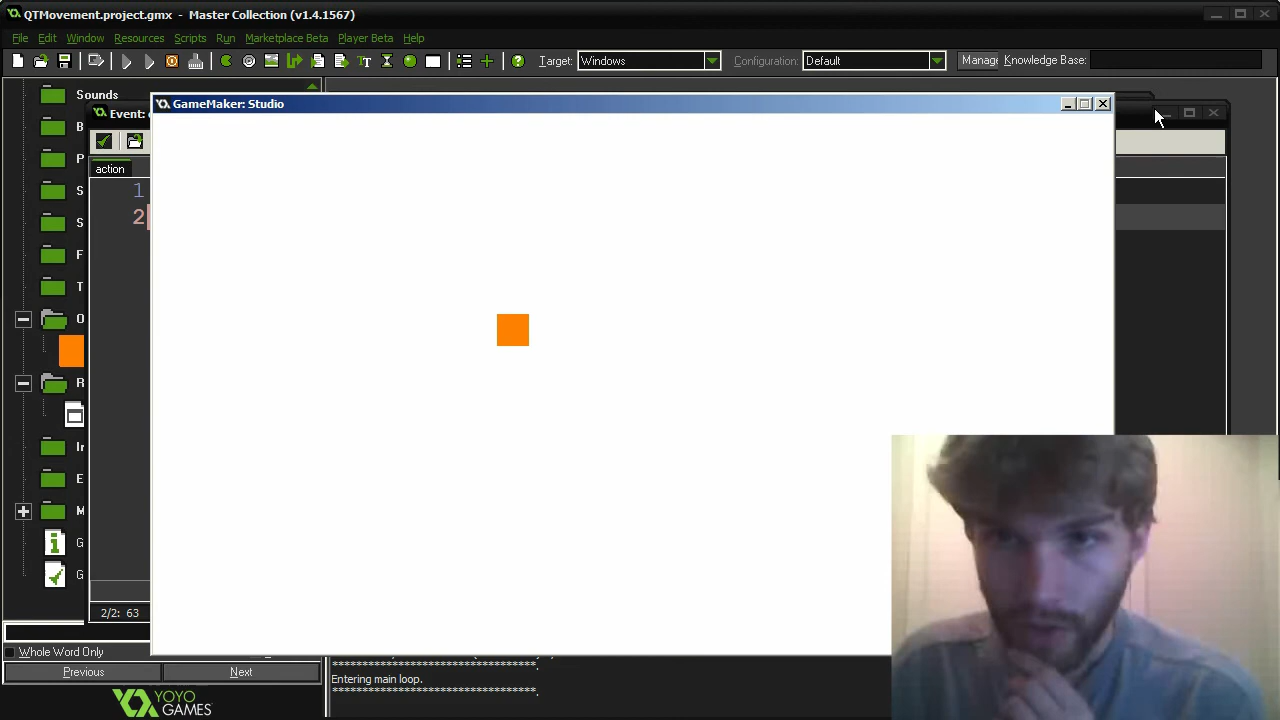 QTMovement.project.gmx - Master Collection (v1.4.1567)
File Edit Window Resources Scripts Run Marketplace Beta Player Beta Help
Target: Windows Configuration: Default Manag Knowledge Base:
Sounds
Event:
GameMaker: Studio
B
P
action
S
1
S
2
F
T
O
R
Ir
E
M
G
G
2/2: 63
Whole Word Only
Previous Next
**********************************.
Entering main loop.
**********************************.
YOYO
GAMES